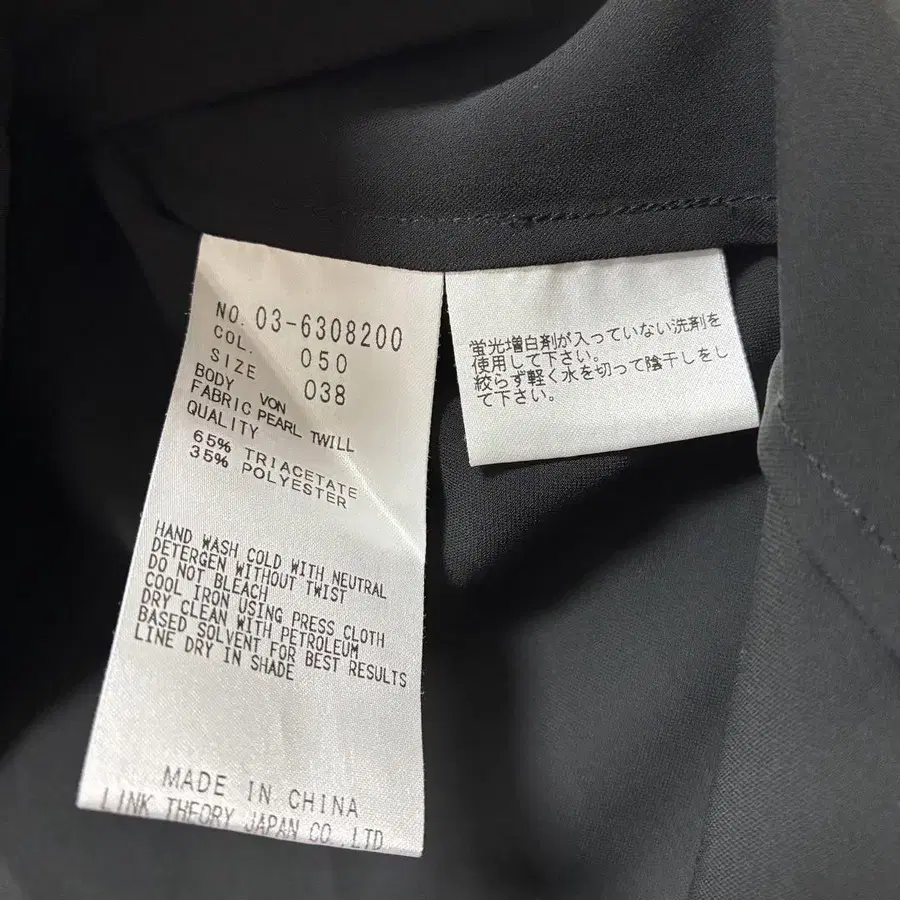 NO. 03-6308200
COL. 050
SIZE 038
BODY VON
FABRIC PEARL TWILL
QUALITY
65% TRIACETATE
35% POLYESTER
HAND WASH COLD WITH NEUTRAL
DETERGEN WITHOUT TWIST
DO NOT BLEACH
COOL IRON USING PRESS CLOTH
DRY CLEAN WITH PETROLEUM
BASED SOLVENT FOR BEST RESULTS
LINE DRY IN SHADE
MADE IN CHINA
LINK THEORY JAPAN CO.,LTD
蛍光増白剤が入っていない洗剤を
使用して下さい。
絞らず軽く水を切って陰干しをし
て下さい。